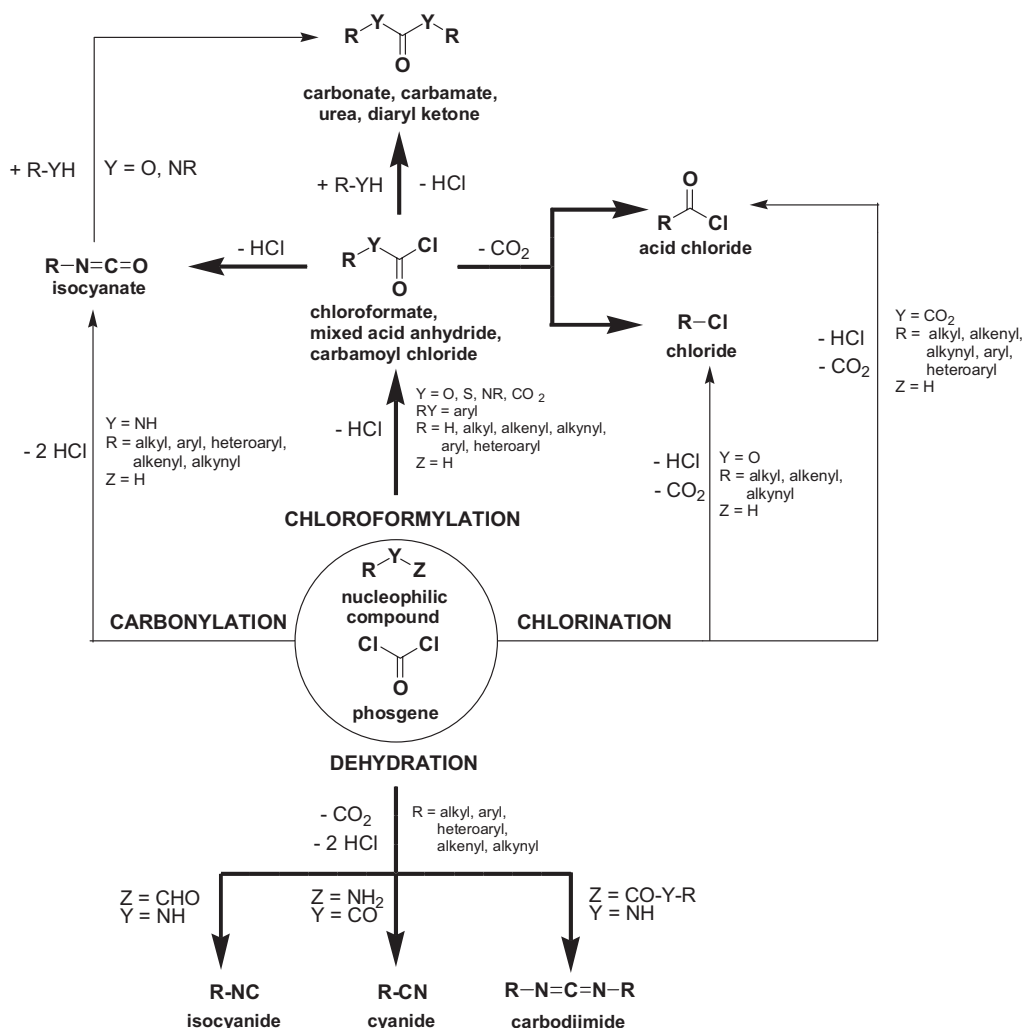 R Y Y R
O
carbonate, carbamate,
urea, diaryl ketone
+ R-YH
Y = O, NR
+ R-YH
- HCl
O
R Cl
acid chloride
- HCl
R Y Cl
O
- CO2
R-N=C=O
isocyanate
chloroformate,
mixed acid anhydride,
carbamoyl chloride
R-Cl
chloride
- HCl
- CO2
Y = CO2
R = alkyl, alkenyl,
alkynyl, aryl,
heteroaryl
Z = H
- 2 HCl
Y = NH
R = alkyl, aryl, heteroaryl,
alkenyl, alkynyl
Z = H
- HCl
Y = O, S, NR, CO2
RY = aryl
R = H, alkyl, alkenyl, alkynyl,
aryl, heteroaryl
Z = H
- HCl
- CO2
Y = O
R = alkyl, alkenyl,
alkynyl
Z = H
CHLOROFORMYLATION
R Y Z
nucleophilic
compound
CARBONYLATION
CHLORINATION
Cl Cl
O
phosgene
DEHYDRATION
- CO2
- 2 HCl
R = alkyl, aryl,
heteroaryl,
alkenyl, alkynyl
Z = CHO
Y = NH
Z = NH2
Y = CO
Z = CO-Y-R
Y = NH
R-NC
isocyanide
R-CN
cyanide
R-N=C=N-R
carbodiimide